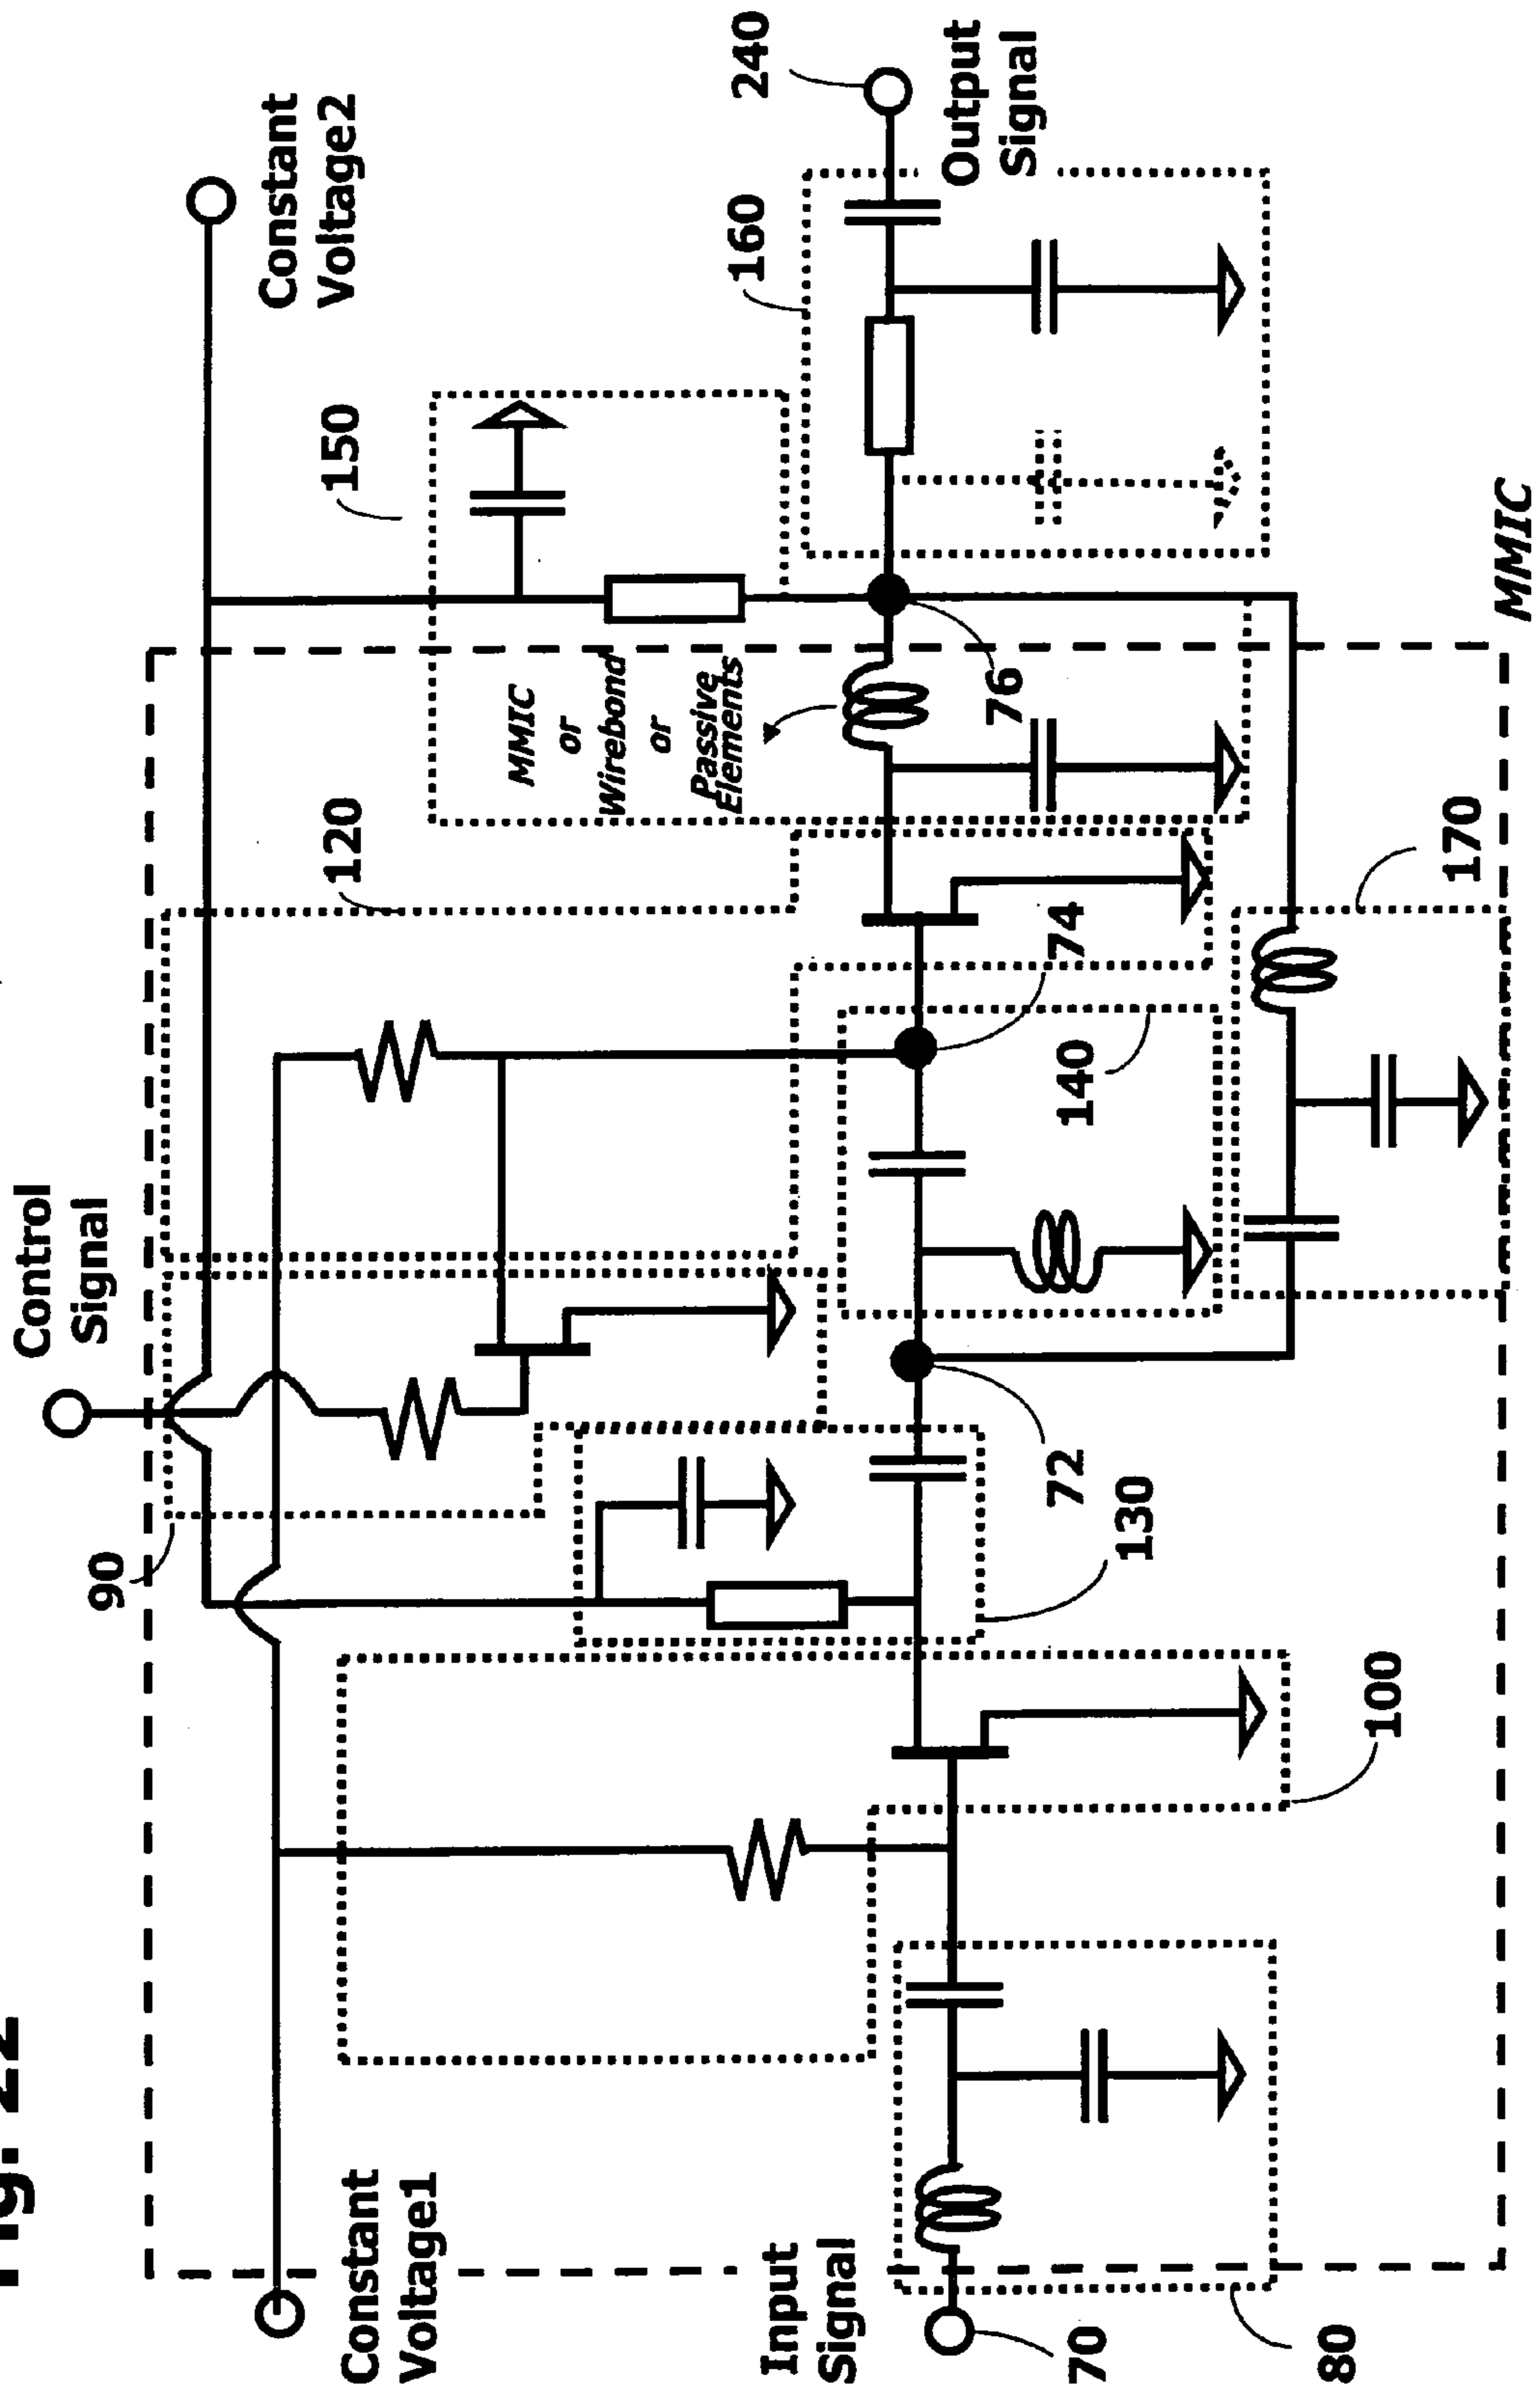 Fig. 22
Control
Signal
Constant
Voltage2
Constant
Voltage1
90
120
150
MMIC
or
Wirebond
or
Passive
Elements
160
240
Output
Signal
Input
Signal
70
80
100
130
72
140
74
76
170
MMIC